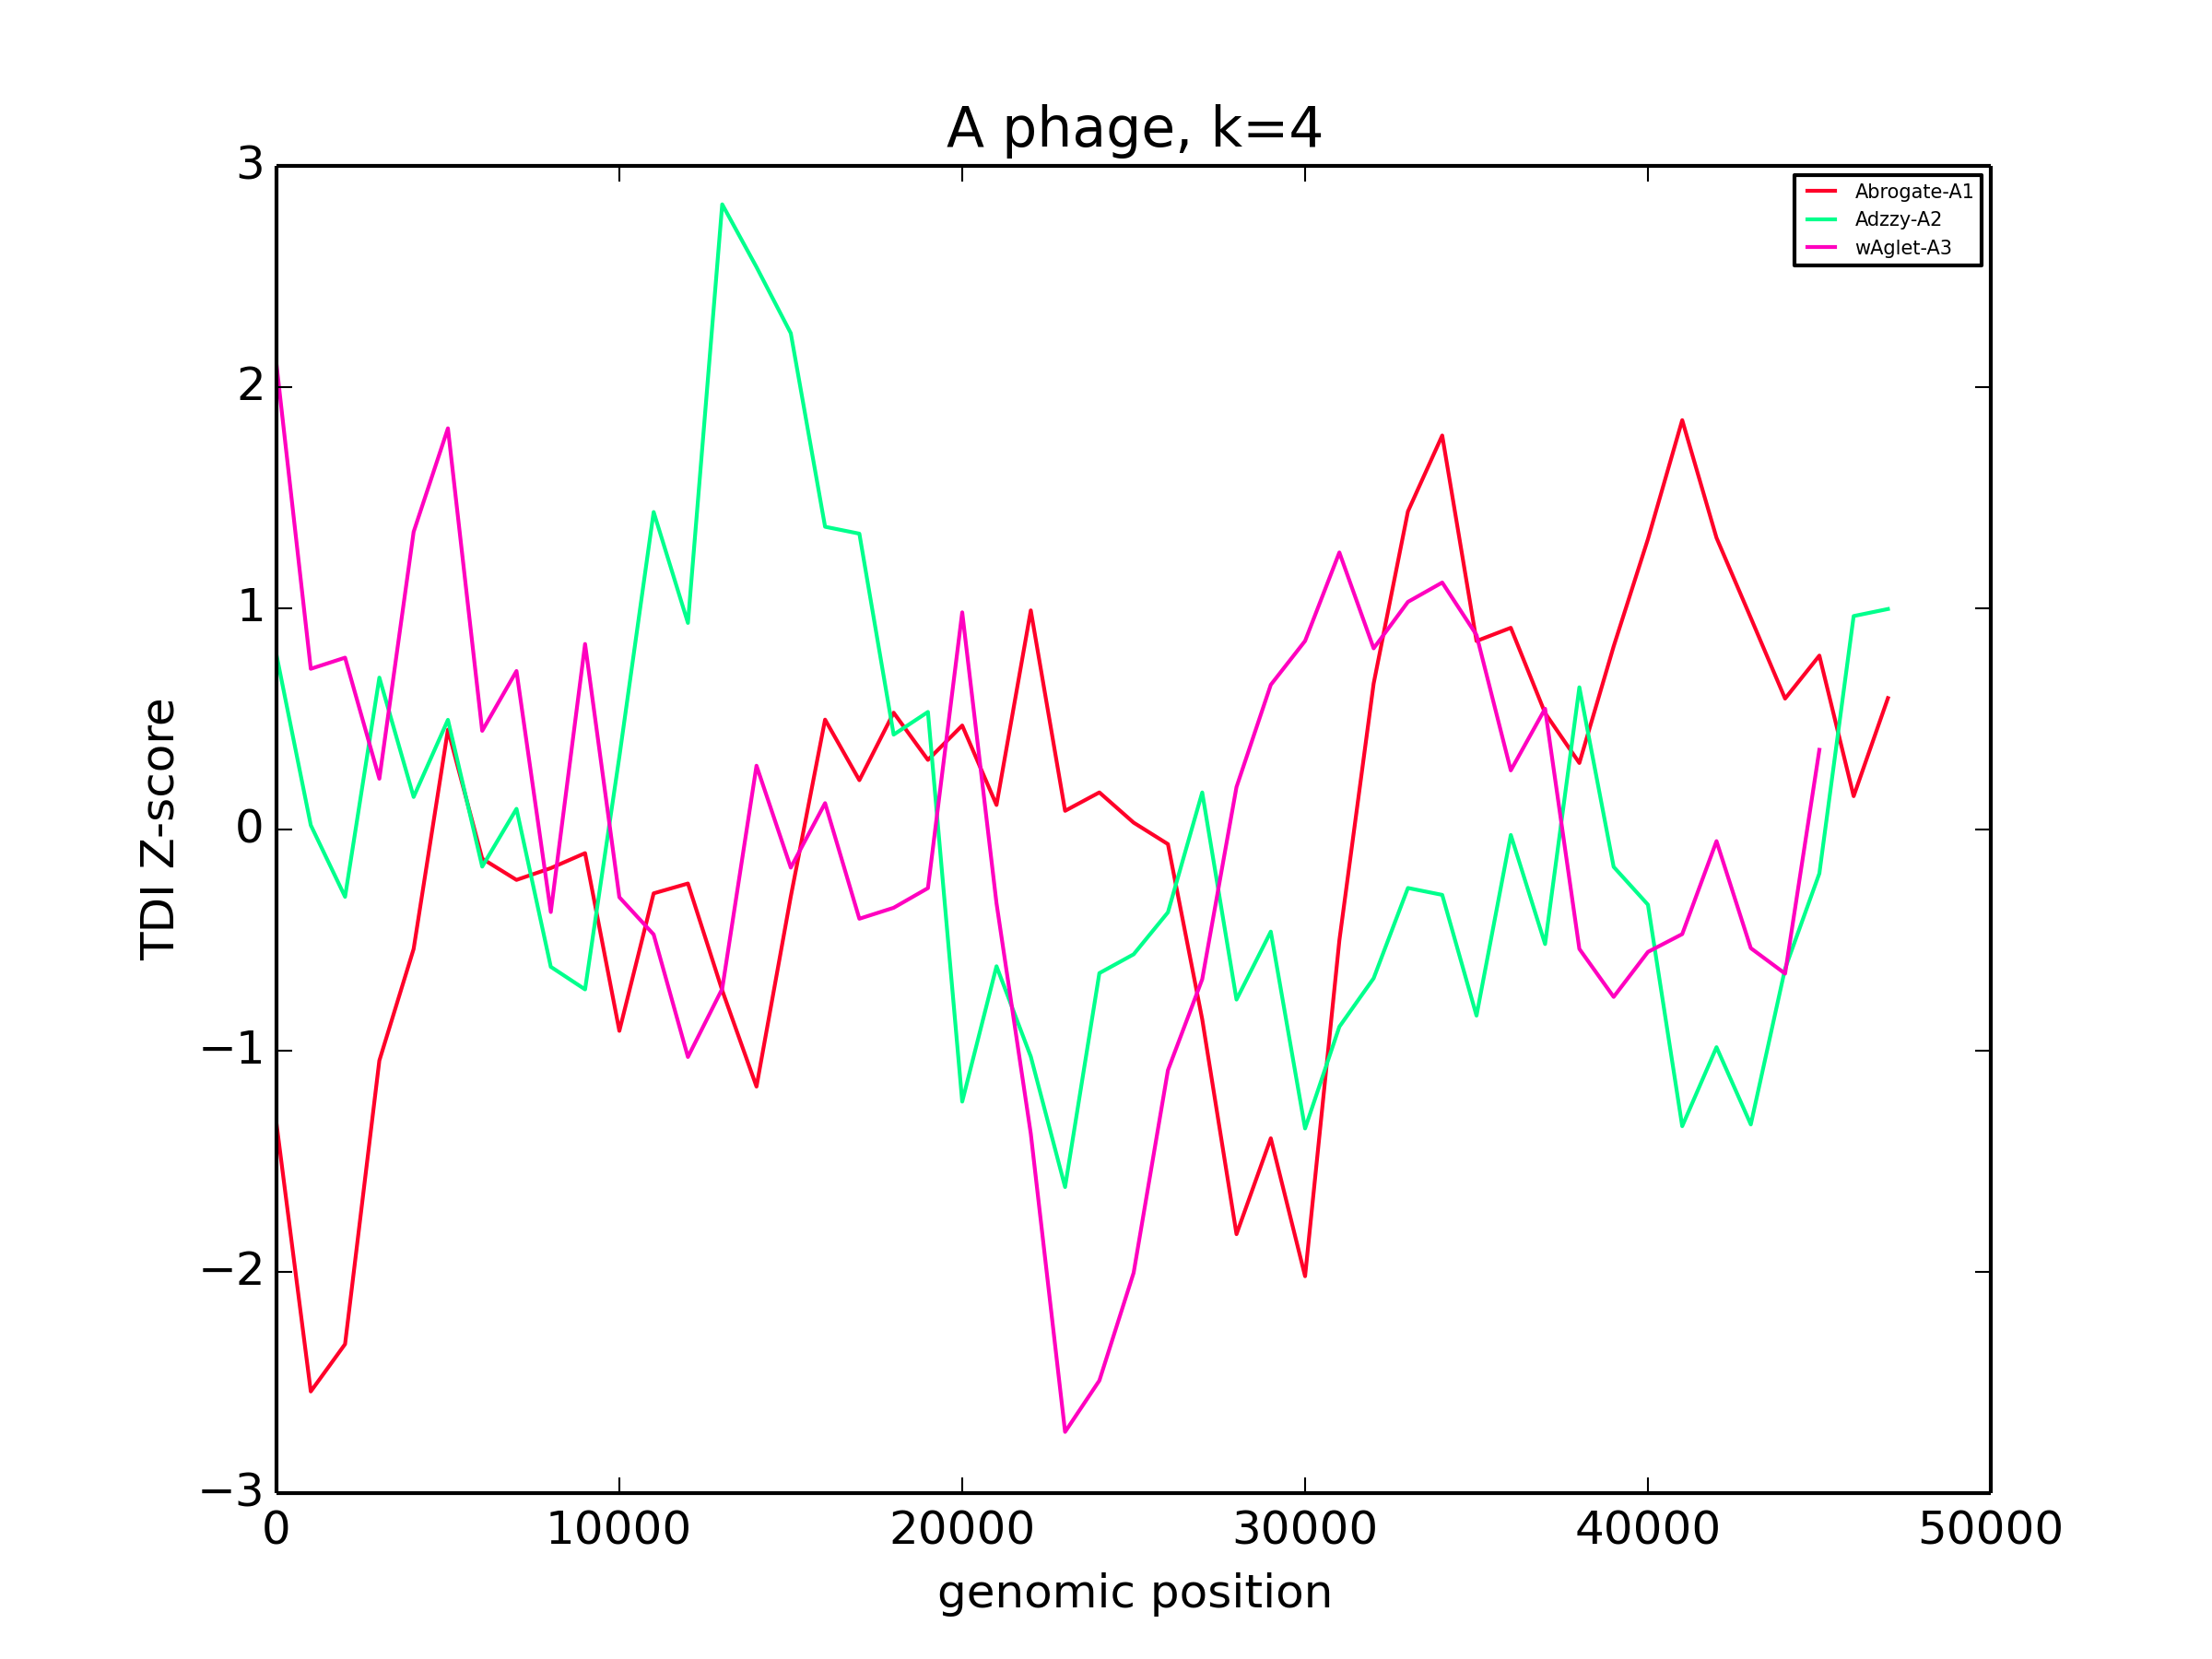 A phage, k=4
3
2
1
0
−1
−2
−3
TDI Z-score
Abrogate-A1
Adzzy-A2
wAglet-A3
0 10000 20000 30000 40000 50000
genomic position